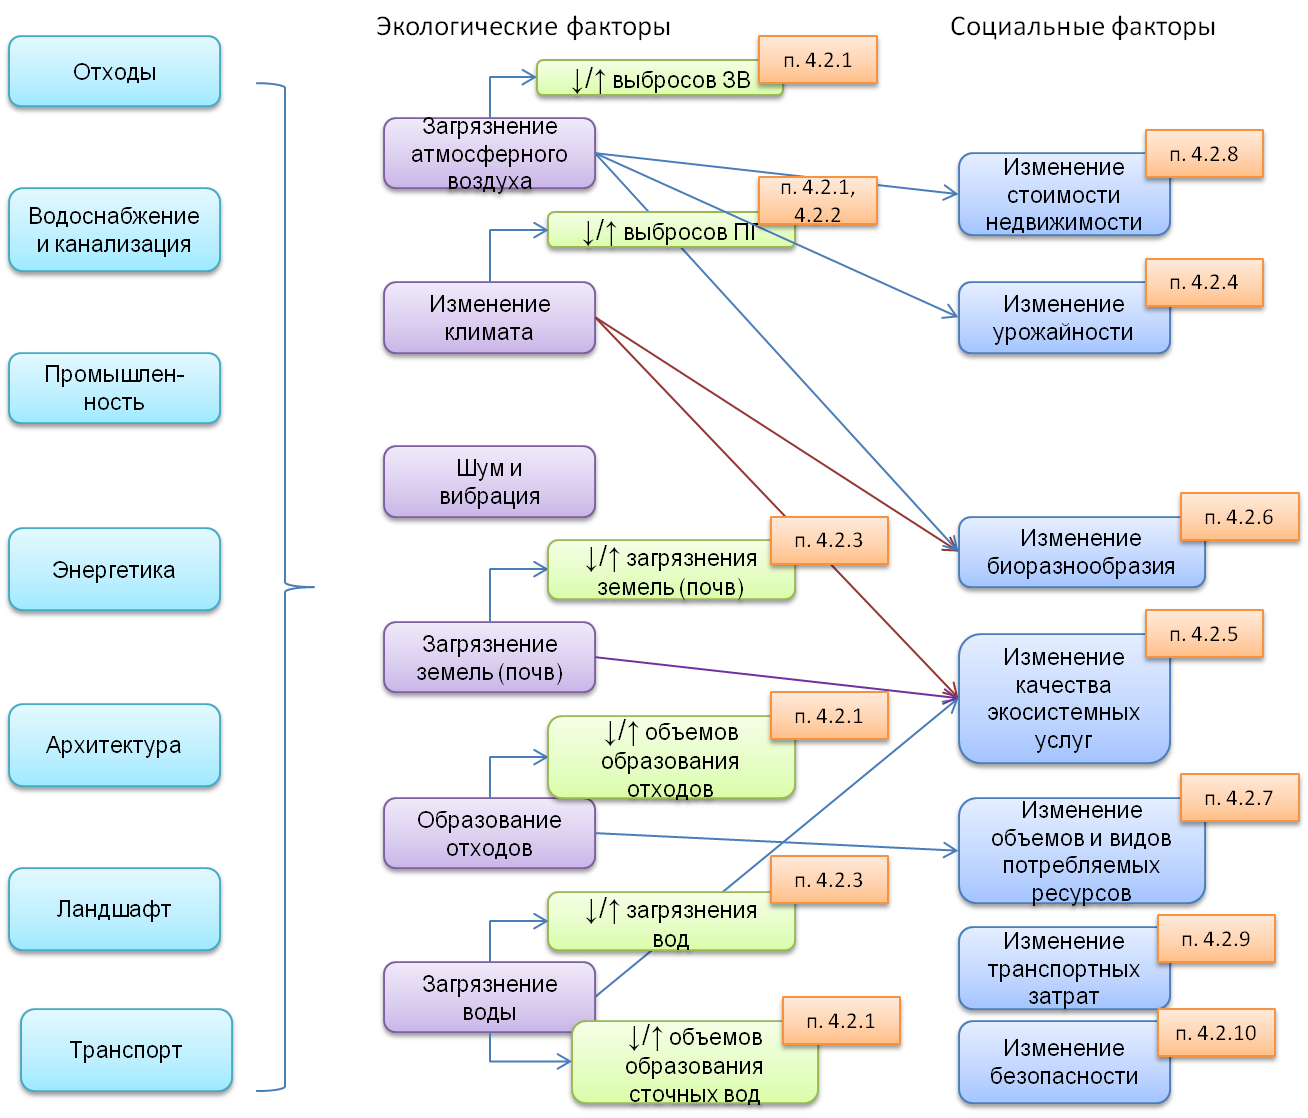 Экологические факторы
Социальные факторы
Отходы
Водоснабжение
и канализация
Промышлен-
ность
Энергетика
Архитектура
Ландшафт
Транспорт
↓/↑ выбросов ЗВ
п. 4.2.1
Загрязнение
атмосферного
воздуха
↓/↑ выбросов ПГ
п. 4.2.1,
4.2.2
Изменение
климата
Шум и
вибрация
↓/↑ загрязнения
земель (почв)
п. 4.2.3
Загрязнение
земель (почв)
↓/↑ объемов
образования
отходов
п. 4.2.1
Образование
отходов
↓/↑ загрязнения
вод
п. 4.2.3
Загрязнение
воды
↓/↑ объемов
образования
сточных вод
п. 4.2.1
Изменение
стоимости
недвижимости
п. 4.2.8
Изменение
урожайности
п. 4.2.4
Изменение
биоразнообразия
п. 4.2.6
Изменение
качества
экосистемных
услуг
п. 4.2.5
Изменение
объемов и видов
потребляемых
ресурсов
п. 4.2.7
Изменение
транспортных
затрат
п. 4.2.9
Изменение
безопасности
п. 4.2.10